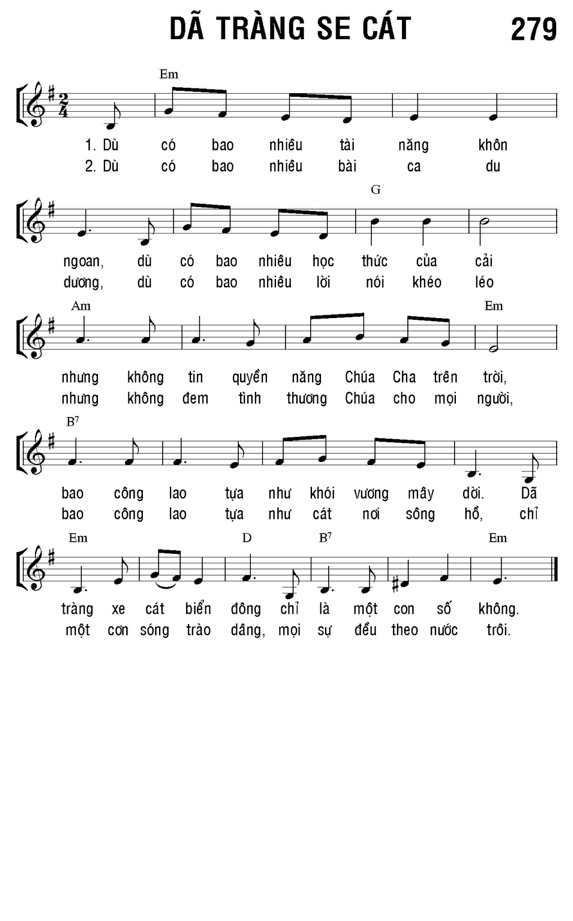 DÃ TRÀNG SE CÁT 279
Em
2
4
1. Dù có bao nhiêu tài năng khôn
2. Dù có bao nhiêu bài ca du
G
ngoan, dù có bao nhiêu học thức của cải
dương, dù có bao nhiêu lời nói khéo léo
Am Em
nhưng không tin quyển năng Chúa Cha trên trời,
nhưng không đem tình thương Chúa cho mọi người,
B7
bao công lao tựa như khói vương mây dời. Dã
bao công lao tựa như cát nơi sông hồ, chỉ
Em D B7 Em
tràng xe cát biển đông chỉ là một con số không.
một cơn sóng trào dâng, mọi sự đều theo nước trôi.